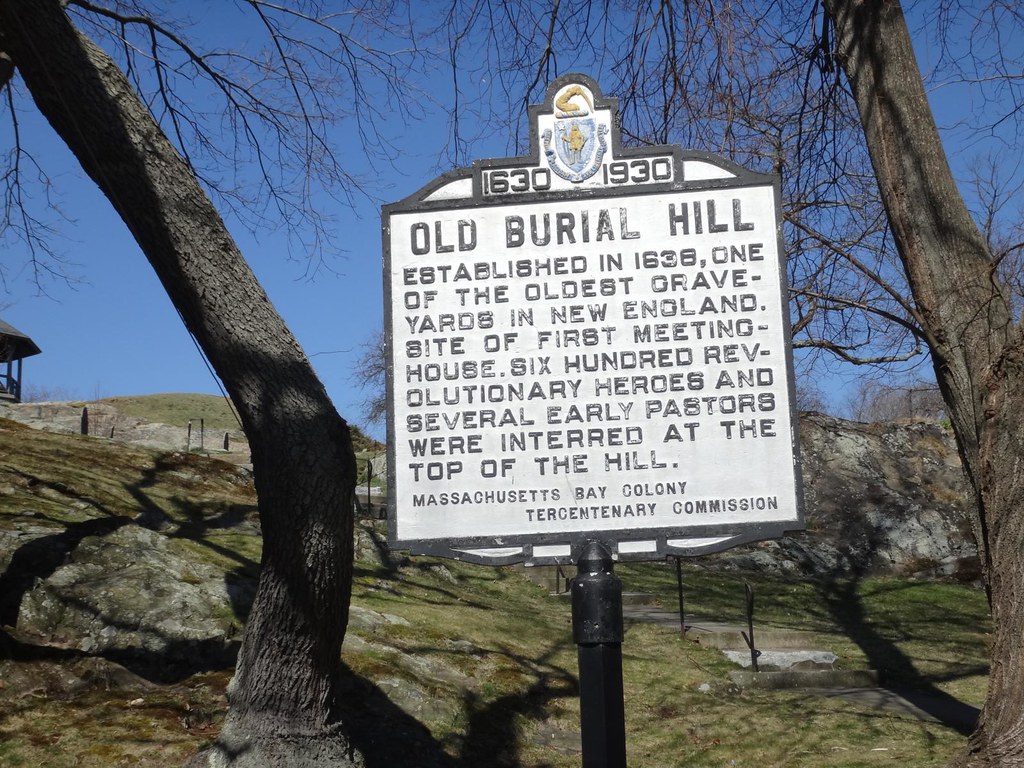 1630 1930
OLD BURIAL HILL
ESTABLISHED IN 1638, ONE
OF THE OLDEST GRAVE-
YARDS IN NEW ENGLAND.
SITE OF FIRST MEETING-
HOUSE. SIX HUNDRED REV-
OLUTIONARY HEROES AND
SEVERAL EARLY PASTORS
WERE INTERRED AT THE
TOP OF THE HILL.
MASSACHUSETTS BAY COLONY
TERCENTENARY COMMISSION